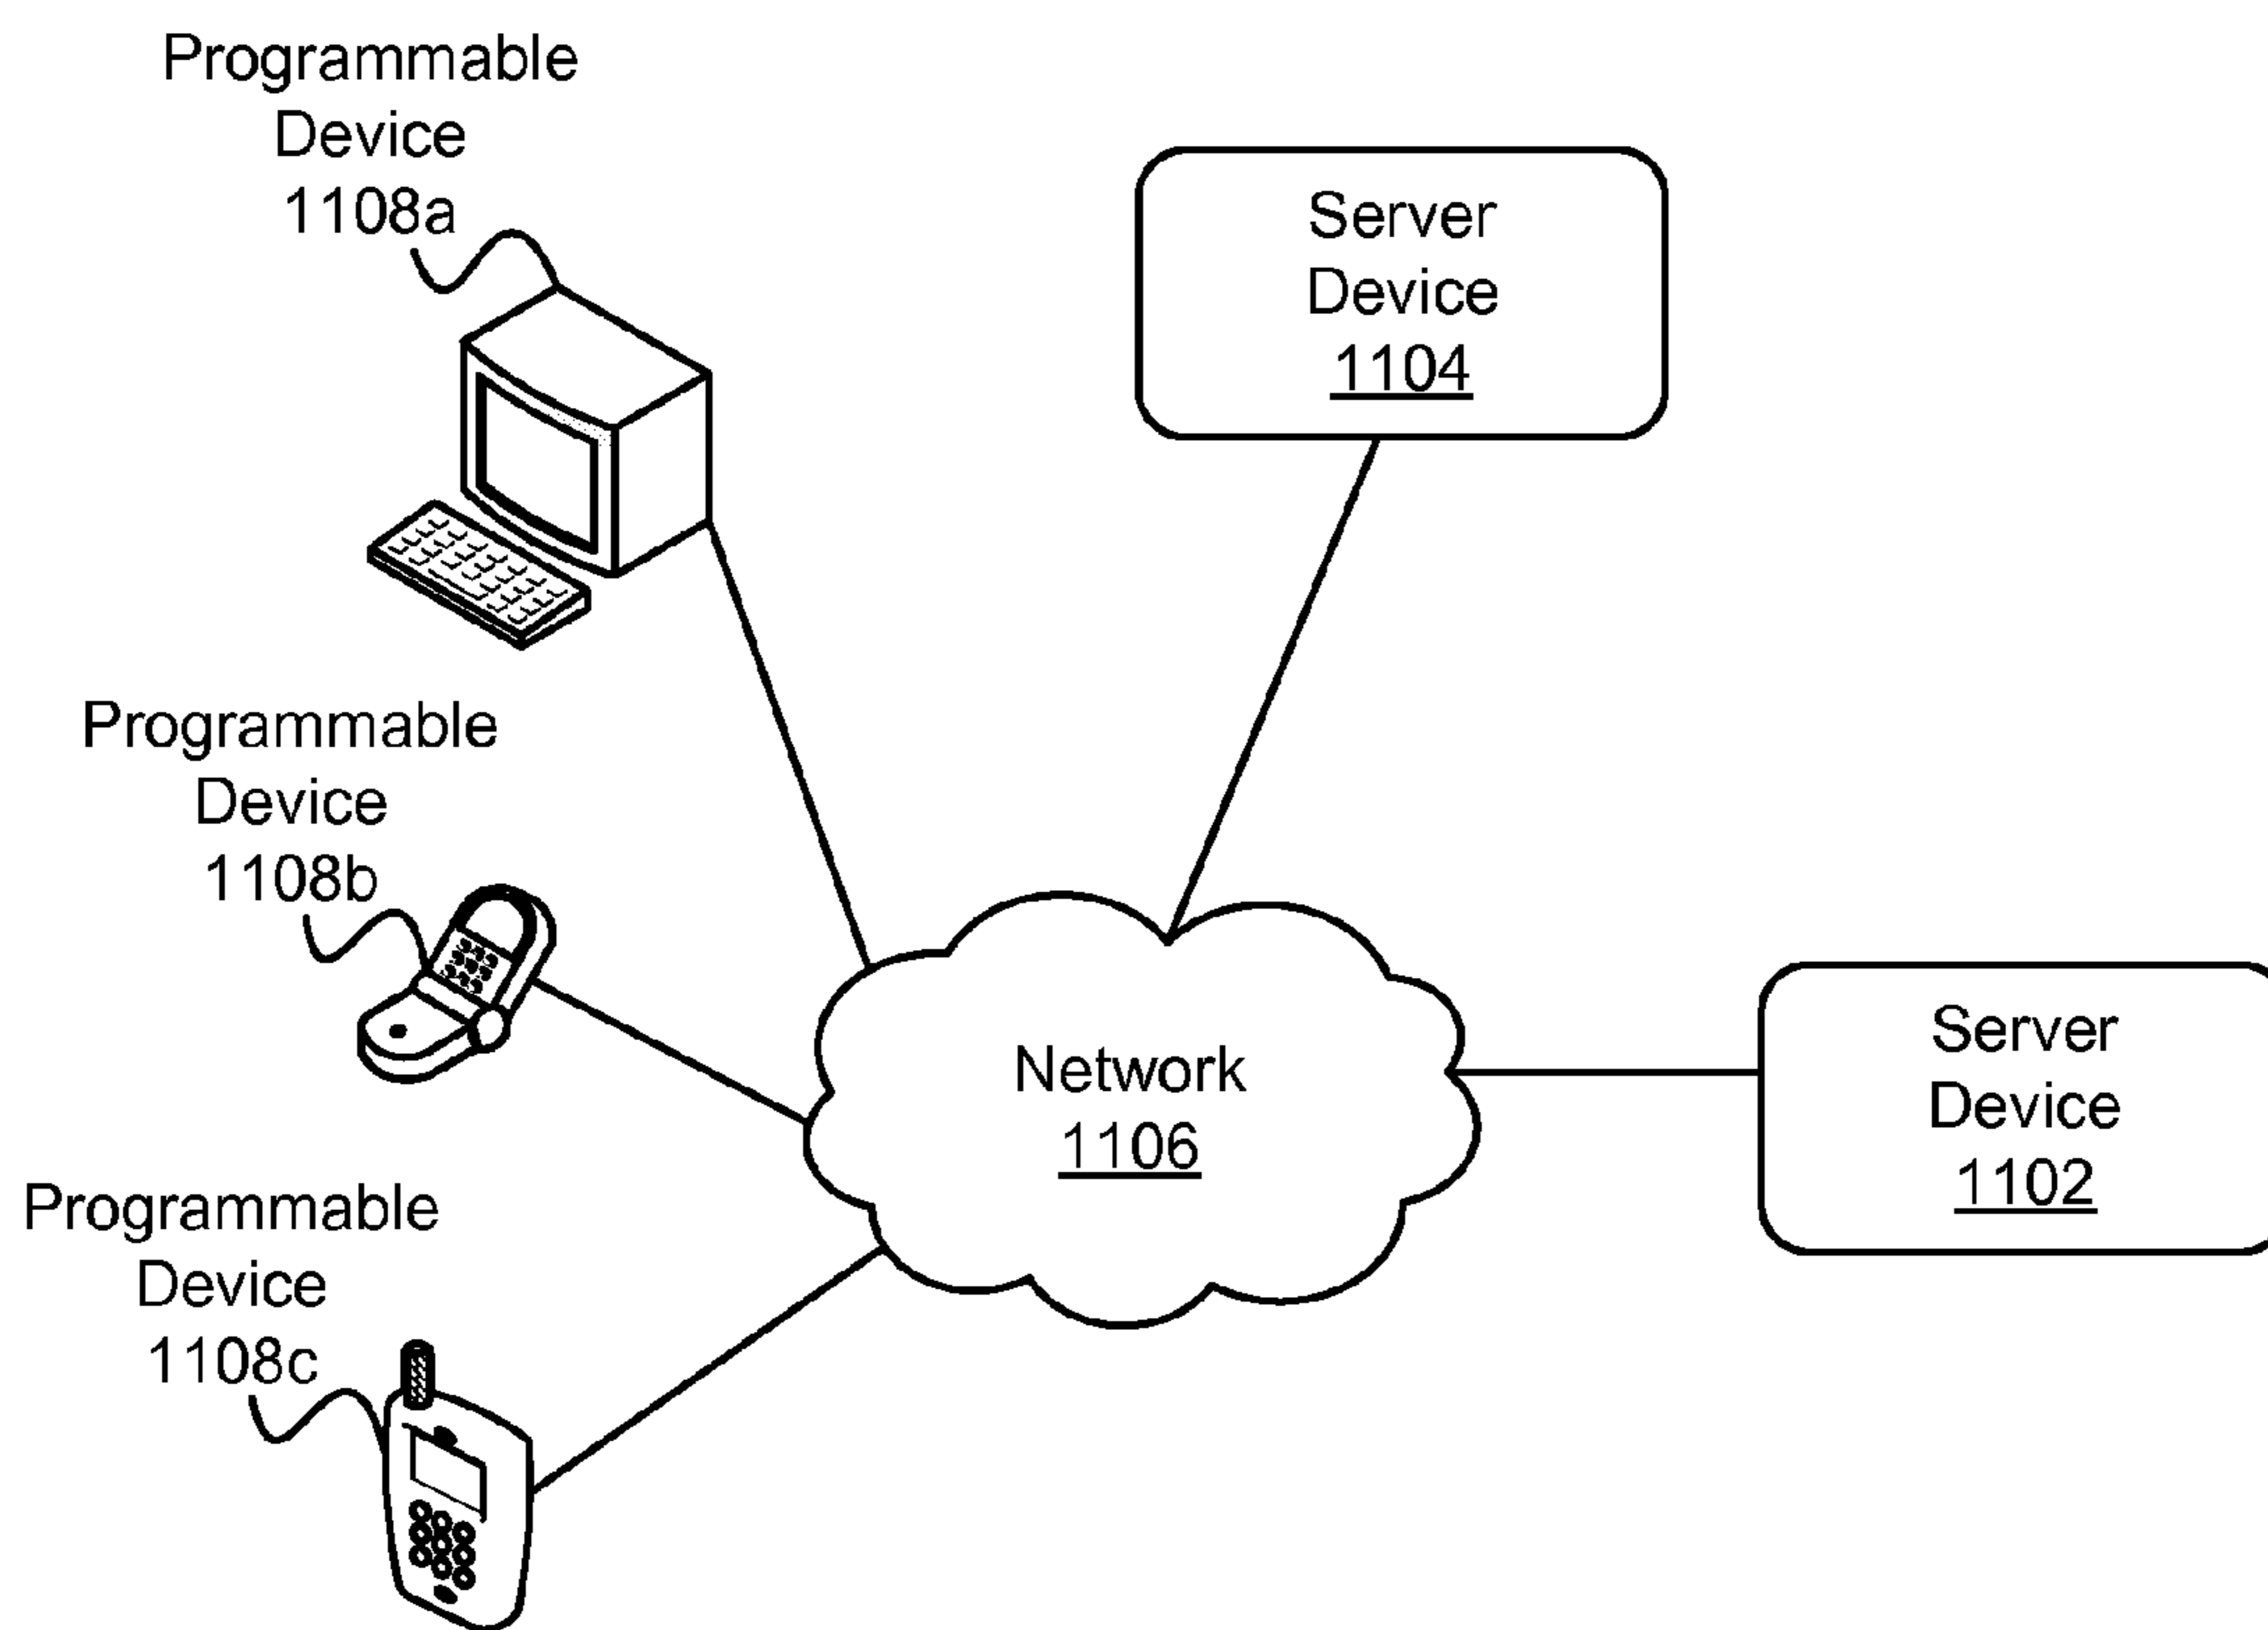 Programmable
Device
1108a
Server
Device
1104
Programmable
Device
1108b
Network
1106
Server
Device
1102
Programmable
Device
1108c